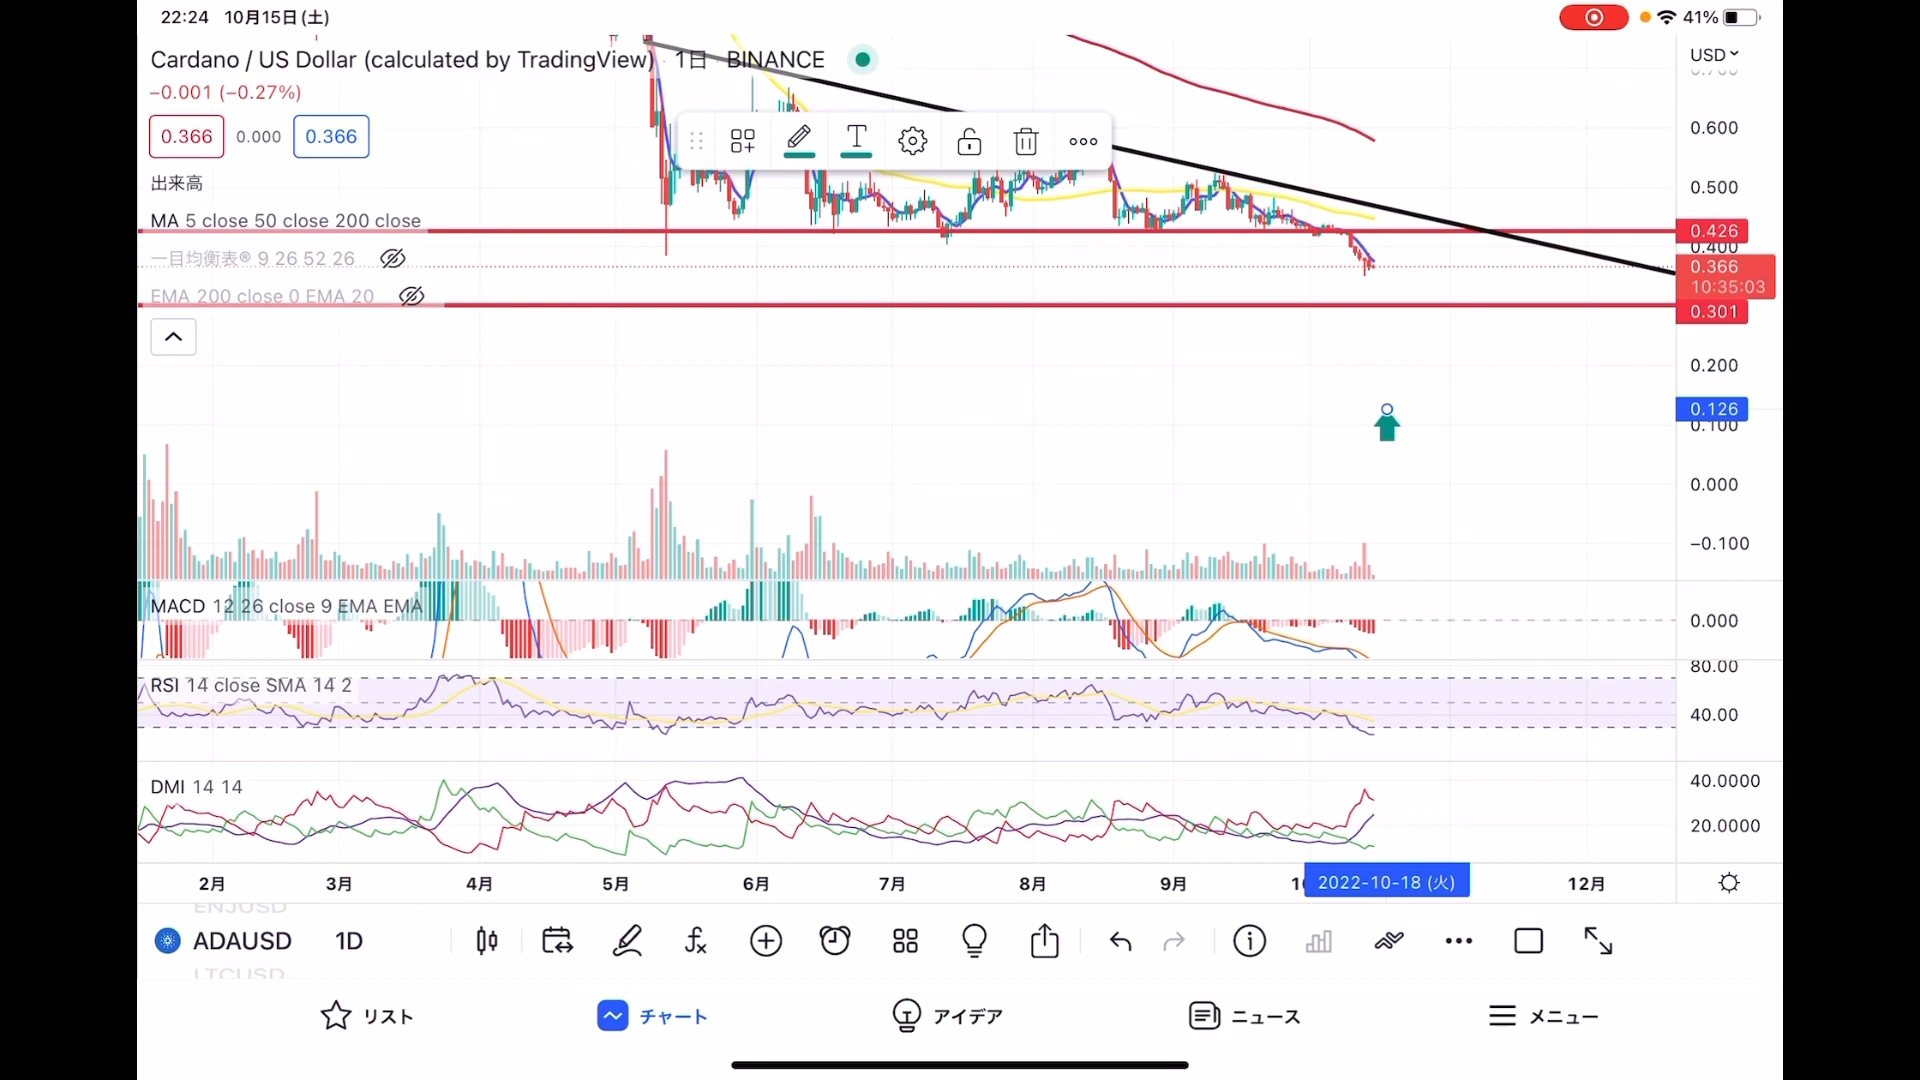 22:24 10月15日(土)
41%
Cardano / US Dollar (calculated by TradingView) · 1日 · BINANCE
USD
−0.001 (−0.27%)
0.366 0.000 0.366
出来高
MA 5 close 50 close 200 close
一目均衡表® 9 26 52 26
EMA 200 close 0 EMA 20
0.600
0.500
0.426
0.400
0.366
10:35:03
0.301
0.200
0.126
0.100
0.000
−0.100
MACD 12 26 close 9 EMA EMA
0.000
80.00
RSI 14 close SMA 14 2
40.00
DMI 14 14
40.0000
20.0000
2月 3月 4月 5月 6月 7月 8月 9月 2022-10-18 (火) 12月
ENJUSD
ADAUSD 1D
LTCUSD
リスト チャート アイデア ニュース メニュー